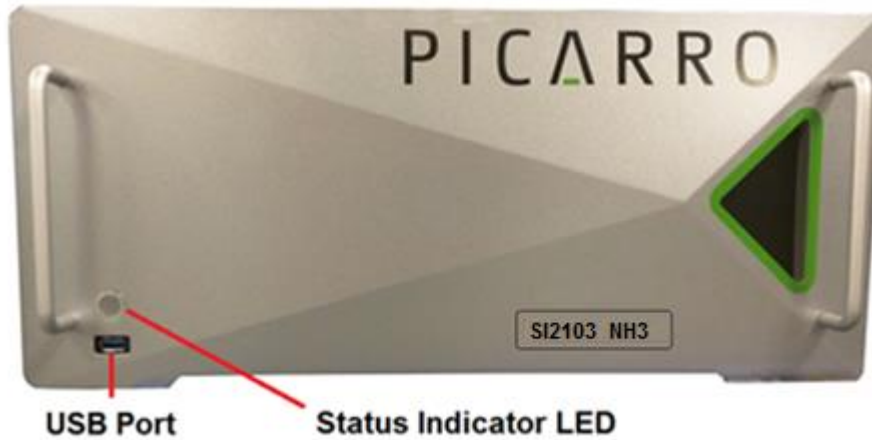 PICARRO
SI2103 NH3
USB Port
Status Indicator LED